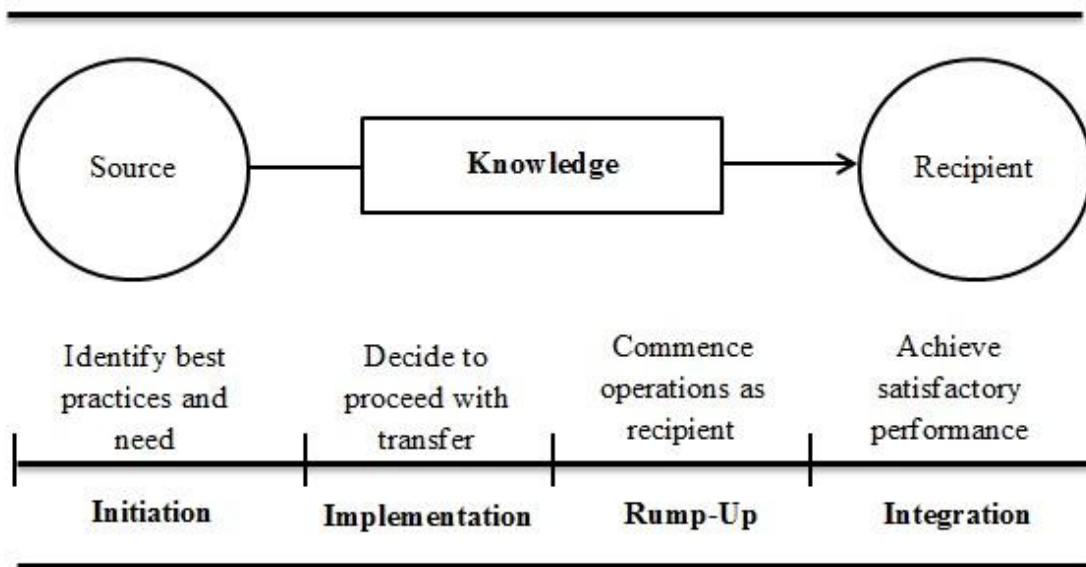 Source
Knowledge
Recipient
Identify best
practices and
need
Decide to
proceed with
transfer
Commence
operations as
recipient
Achieve
satisfactory
performance
Initiation
Implementation
Rump-Up
Integration